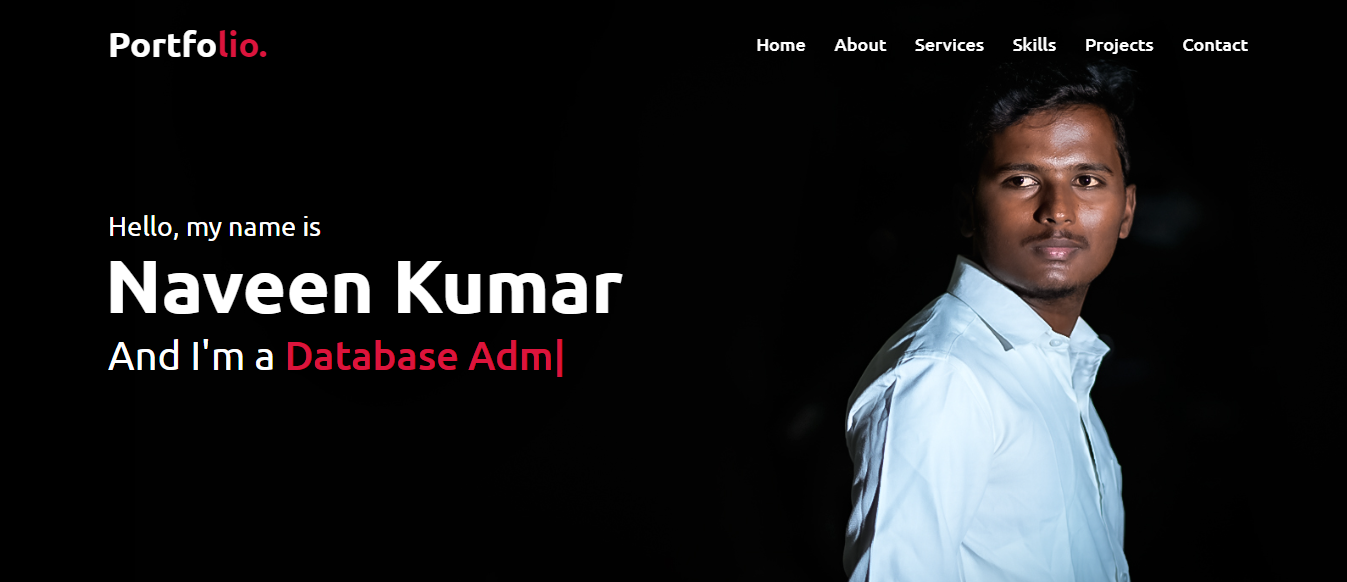 Portfolio.
Home About Services Skills Projects Contact
Hello, my name is
Naveen Kumar
And I'm a Database Adm|